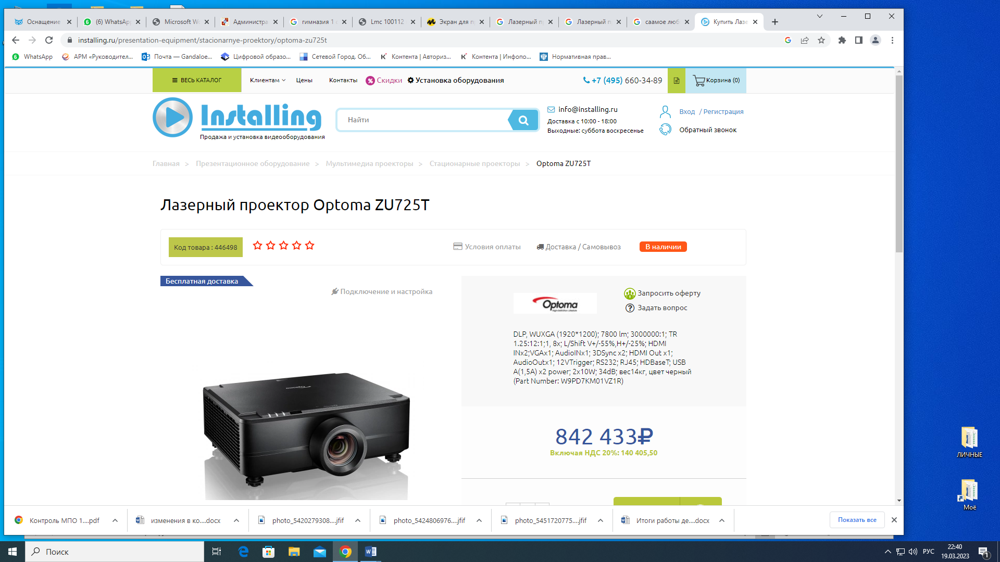 Оснащение
(6) WhatsAp
Microsoft W
Администра
гимназия 1 с
Lmc 100112
Экран для п
Лазерный п
Лазерный п
саамое люб
Купить Лазе
installing.ru/presentation-equipment/stacionarnye-proektory/optoma-zu725t
WhatsApp
АРМ «Руководител...
Почта — Gandaloe...
Цифровой образо...
Сетевой Город. Об...
Контента | Авториз...
Контента | Инфопо...
Нормативная прав...
ВЕСЬ КАТАЛОГ
Клиентам
Цены
Контакты
Скидки
Установка оборудования
+7 (495) 660-34-89
Корзина (0)
Installing
Продажа и установка видеооборудования
Найти
info@installing.ru
Доставка с 10:00 - 18:00
Выходные: суббота воскресенье
Вход / Регистрация
Обратный звонок
Главная > Презентационное оборудование > Мультимедиа проекторы > Стационарные проекторы > Optoma ZU725T
Лазерный проектор Optoma ZU725T
Код товара : 446498
Условия оплаты
Доставка / Самовывоз
В наличии
Бесплатная доставка
Подключение и настройка
Optoma
Запросить оферту
Задать вопрос
DLP, WUXGA (1920*1200); 7800 lm; 3000000:1; TR
1.25:12:1;1, 8x; L/Shift V+/-55%,H+/-25%; HDMI
INx2;VGAx1; AudioINx1; 3DSync x2; HDMI Out x1;
AudioOutx1; 12VTrigger; RS232; RJ45; HDBaseT; USB
A(1,5A) x2 power; 2x10W; 34dB; вес14кг, цвет черный
(Part Number: W9PD7KM01VZ1R)
842 433₽
Включая НДС 20%: 140 405,50
ЛИЧНЫЕ
Моё
Контроль МПО 1....pdf
изменения в ко....docx
photo_5420279308....jfif
photo_5424806976....jfif
photo_5451720775....jfif
Итоги работы де....docx
Показать все
Поиск
РУС
22:40
19.03.2023
1